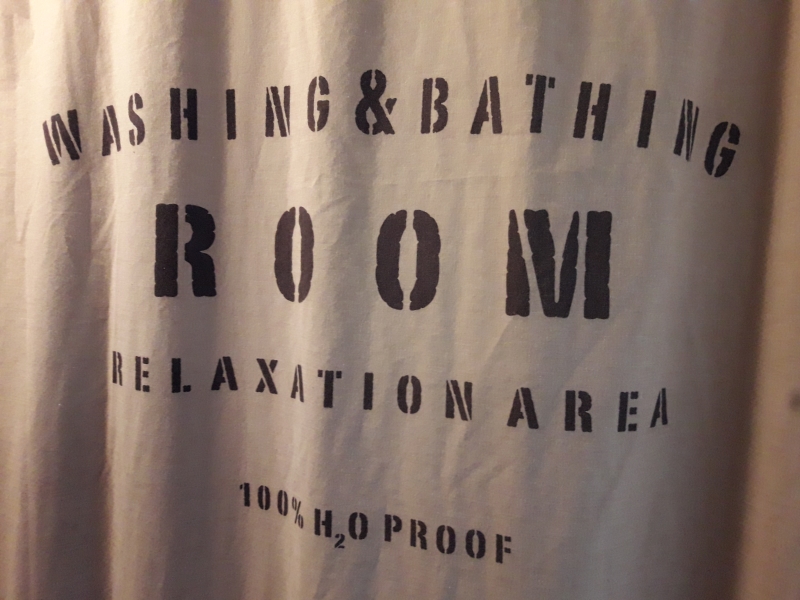 WASHING & BATHING
ROOM
RELAXATION AREA
100% H₂O PROOF